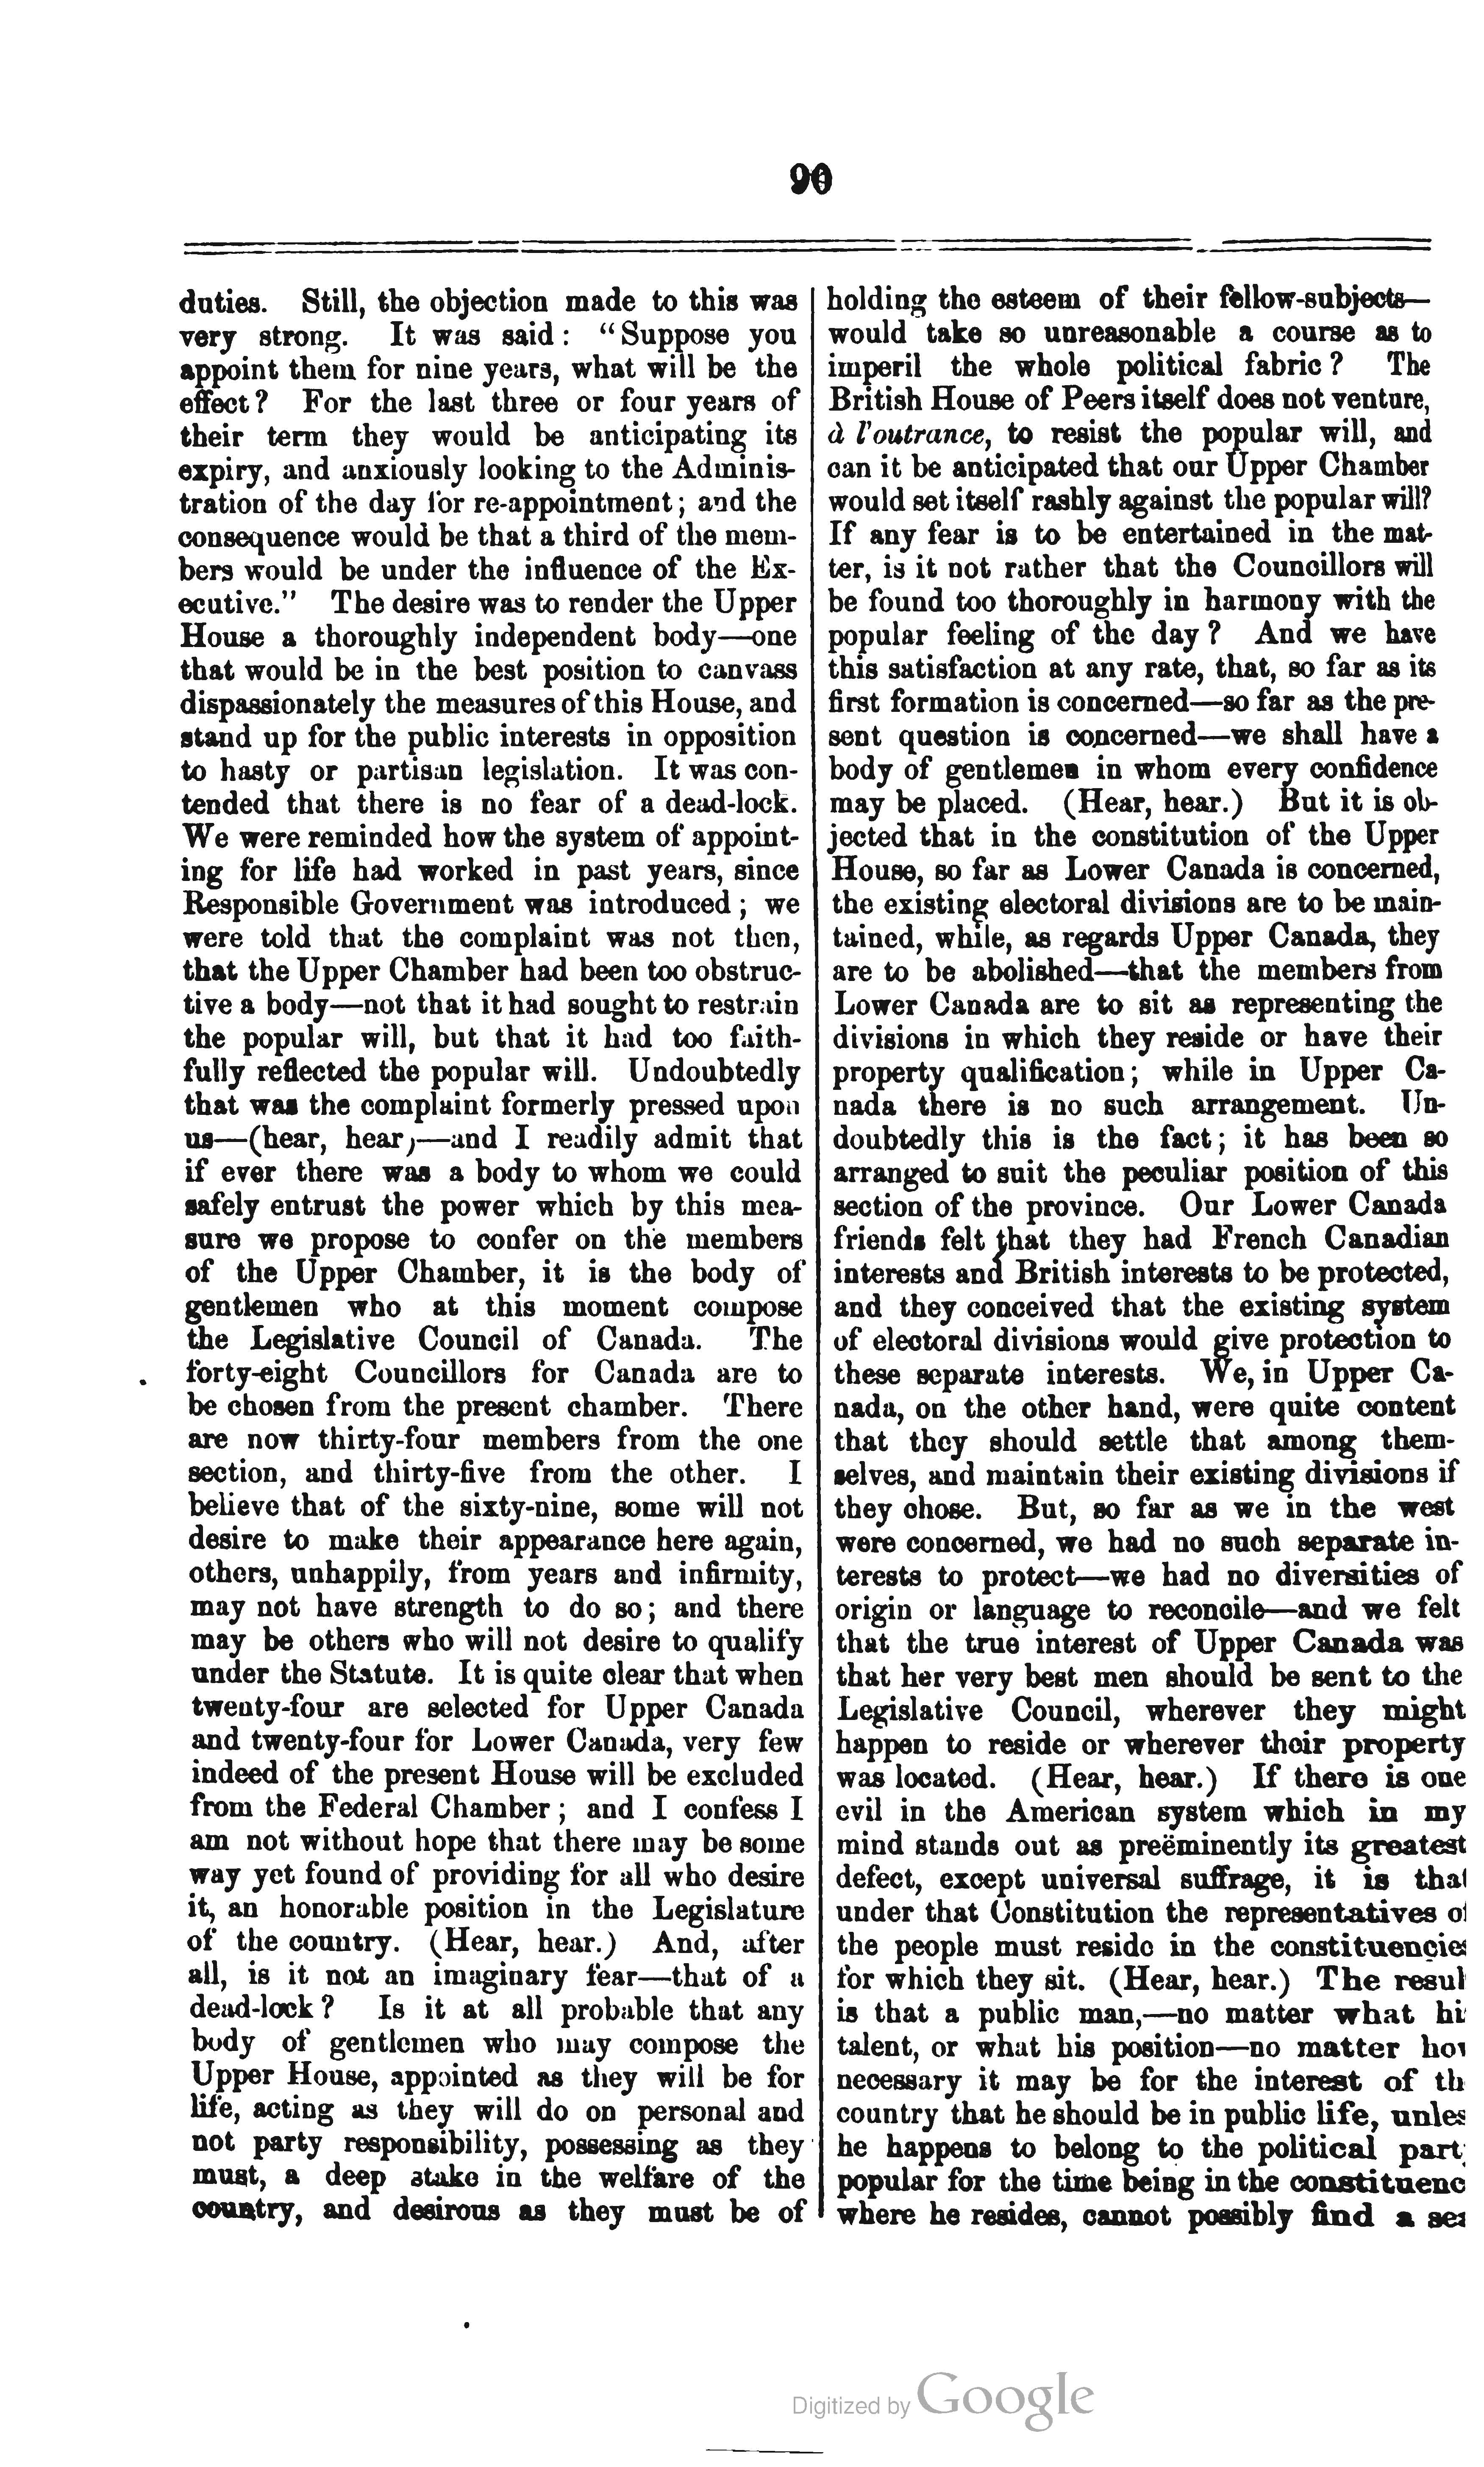 90
duties. Still, the objection made to this was
very strong. It was said: "Suppose you
appoint them for nine years, what will be the
effect? For the last three or four years of
their term they would be anticipating its
expiry, and anxiously looking to the Adminis-
tration of the day for re-appointment; and the
consequence would be that a third of the mem-
bers would be under the influence of the Ex-
ecutive." The desire was to render the Upper
House a thoroughly independent body—one
that would be in the best position to canvass
dispassionately the measures of this House, and
stand up for the public interests in opposition
to hasty or partisan legislation. It was con-
tended that there is no fear of a dead-lock.
We were reminded how the system of appoint-
ing for life had worked in past years, since
Responsible Government was introduced; we
were told that the complaint was not then,
that the Upper Chamber had been too obstruc-
tive a body—not that it had sought to restrain
the popular will, but that it had too faith-
fully reflected the popular will. Undoubtedly
that was the complaint formerly pressed upon
us—(hear, hear)—and I readily admit that
if ever there was a body to whom we could
safely entrust the power which by this mea-
sure we propose to confer on the members
of the Upper Chamber, it is the body of
gentlemen who at this moment compose
the Legislative Council of Canada. The
forty-eight Councillors for Canada are to
be chosen from the present chamber. There
are now thirty-four members from the one
section, and thirty-five from the other. I
believe that of the sixty-nine, some will not
desire to make their appearance here again,
others, unhappily, from years and infirmity,
may not have strength to do so; and there
may be others who will not desire to qualify
under the Statute. It is quite clear that when
twenty-four are selected for Upper Canada
and twenty-four for Lower Canada, very few
indeed of the present House will be excluded
from the Federal Chamber; and I confess I
am not without hope that there may be some
way yet found of providing for all who desire
it, an honorable position in the Legislature
of the country. (Hear, hear.) And, after
all, is it not an imaginary fear—that of a
dead-lock? Is it at all probable that any
body of gentlemen who may compose the
Upper House, appointed as they will be for
life, acting as they will do on personal and
not party responsibility, possessing as they
must, a deep stake in the welfare of the
country, and desirous as they must be of
holding the esteem of their fellow-subjects—
would take so unreasonable a course as to
imperil the whole political fabric? The
British House of Peers itself does not venture,
à l'outrance, to resist the popular will, and
can it be anticipated that our Upper Chamber
would set itself rashly against the popular will?
If any fear is to be entertained in the mat-
ter, is it not rather that the Councillors will
be found too thoroughly in harmony with the
popular feeling of the day? And we have
this satisfaction at any rate, that, so far as its
first formation is concerned—so far as the pre-
sent question is concerned—we shall have a
body of gentlemen in whom every confidence
may be placed. (Hear, hear.) But it is ob-
jected that in the constitution of the Upper
House, so far as Lower Canada is concerned,
the existing electoral divisions are to be main-
tained, while, as regards Upper Canada, they
are to be abolished—that the members from
Lower Canada are to sit as representing the
divisions in which they reside or have their
property qualification; while in Upper Ca-
nada there is no such arrangement. Un-
doubtedly this is the fact; it has been so
arranged to suit the peculiar position of this
section of the province. Our Lower Canada
friends felt that they had French Canadian
interests and British interests to be protected,
and they conceived that the existing system
of electoral divisions would give protection to
these separate interests. We, in Upper Ca-
nada, on the other hand, were quite content
that they should settle that among them-
selves, and maintain their existing divisions if
they chose. But, so far as we in the west
were concerned, we had no such separate in-
terests to protect—we had no diversities of
origin or language to reconcile—and we felt
that the true interest of Upper Canada was
that her very best men should be sent to the
Legislative Council, wherever they might
happen to reside or wherever their property
was located. (Hear, hear.) If there is one
evil in the American system which in my
mind stands out as preëminently its greatest
defect, except universal suffrage, it is that
under that Constitution the representatives of
the people must reside in the constituencies
for which they sit. (Hear, hear.) The resul
is that a public man,—no matter what hi
talent, or what his position—no matter how
necessary it may be for the interest of th
country that he should be in public life, unles
he happens to belong to the political part
popular for the time being in the constituenc
where he resides, cannot possibly find a sea
Digitized by Google